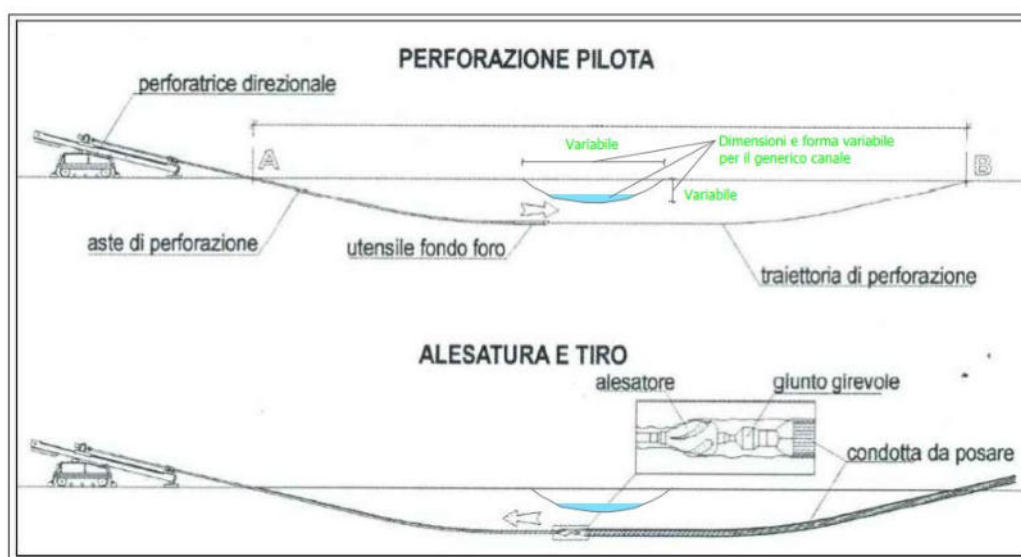 PERFORAZIONE PILOTA
perforatrice direzionale
A
Variabile
Dimensioni e forma variabile
per il generico canale
B
Variabile
aste di perforazione
utensile fondo foro
traiettoria di perforazione
ALESATURA E TIRO
alesatore
giunto girevole
condotta da posare